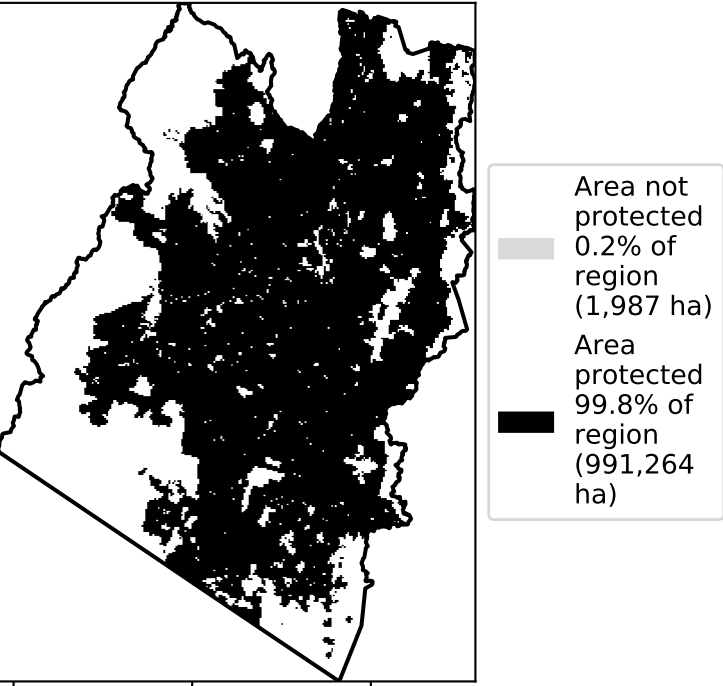 Area not
protected
0.2% of
region
(1,987 ha)
Area
protected
99.8% of
region
(991,264
ha)